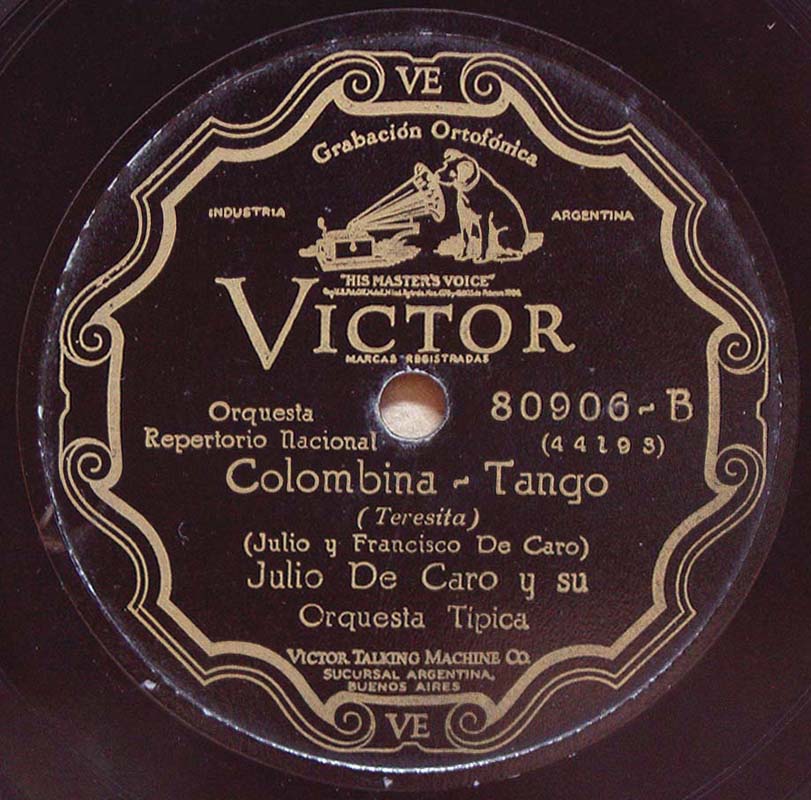 VE
Grabación Ortofónica
INDUSTRIA ARGENTINA
"HIS MASTER'S VOICE"
VICTOR
MARCAS REGISTRADAS
Orquesta 80906-B
Repertorio Nacional (44293)
Colombina - Tango
(Teresita)
(Julio y Francisco De Caro)
Julio De Caro y su
Orquesta Típica
VICTOR TALKING MACHINE CO.
SUCURSAL ARGENTINA,
BUENOS AIRES
VE